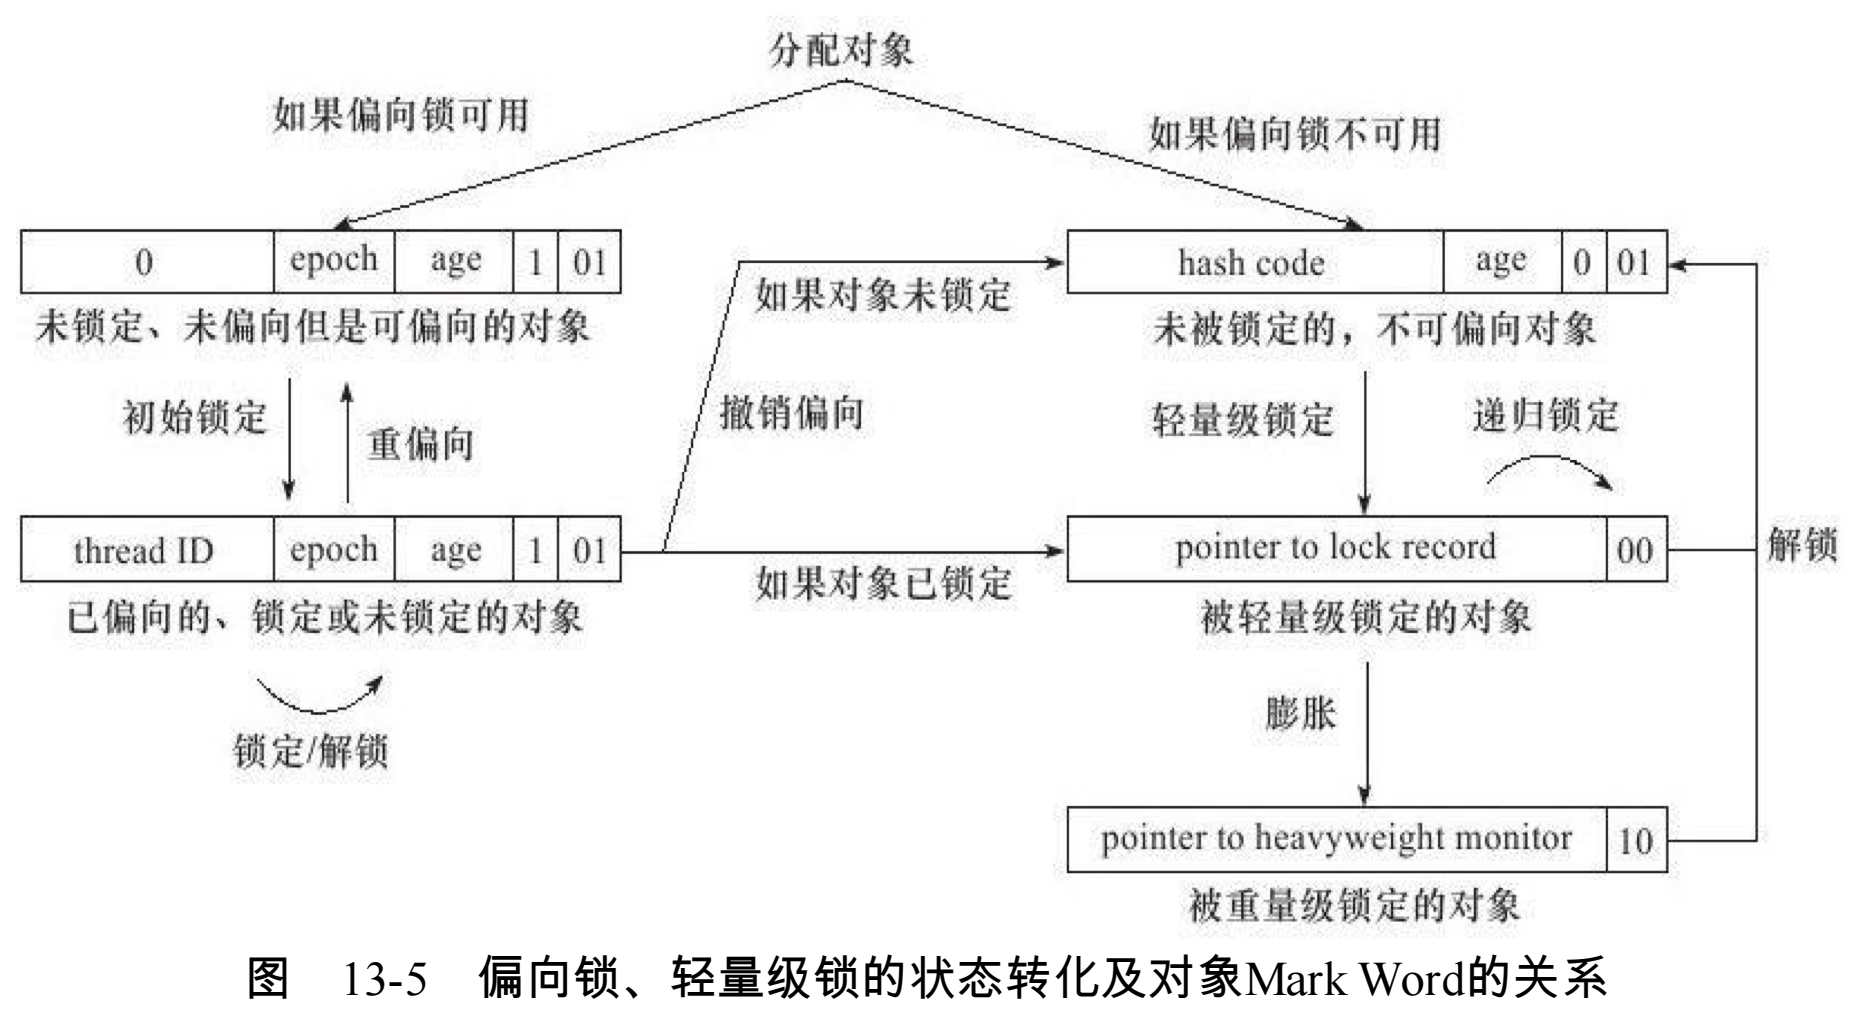 分配对象
如果偏向锁可用
如果偏向锁不可用
0 epoch age 1 01
hash code age 0 01
未锁定、未偏向但是可偏向的对象
如果对象未锁定
未被锁定的，不可偏向对象
初始锁定
重偏向
撤销偏向
轻量级锁定
递归锁定
thread ID epoch age 1 01
pointer to lock record 00
解锁
已偏向的、锁定或未锁定的对象
如果对象已锁定
被轻量级锁定的对象
锁定/解锁
膨胀
pointer to heavyweight monitor 10
被重量级锁定的对象
图 13-5 偏向锁、轻量级锁的状态转化及对象Mark Word的关系